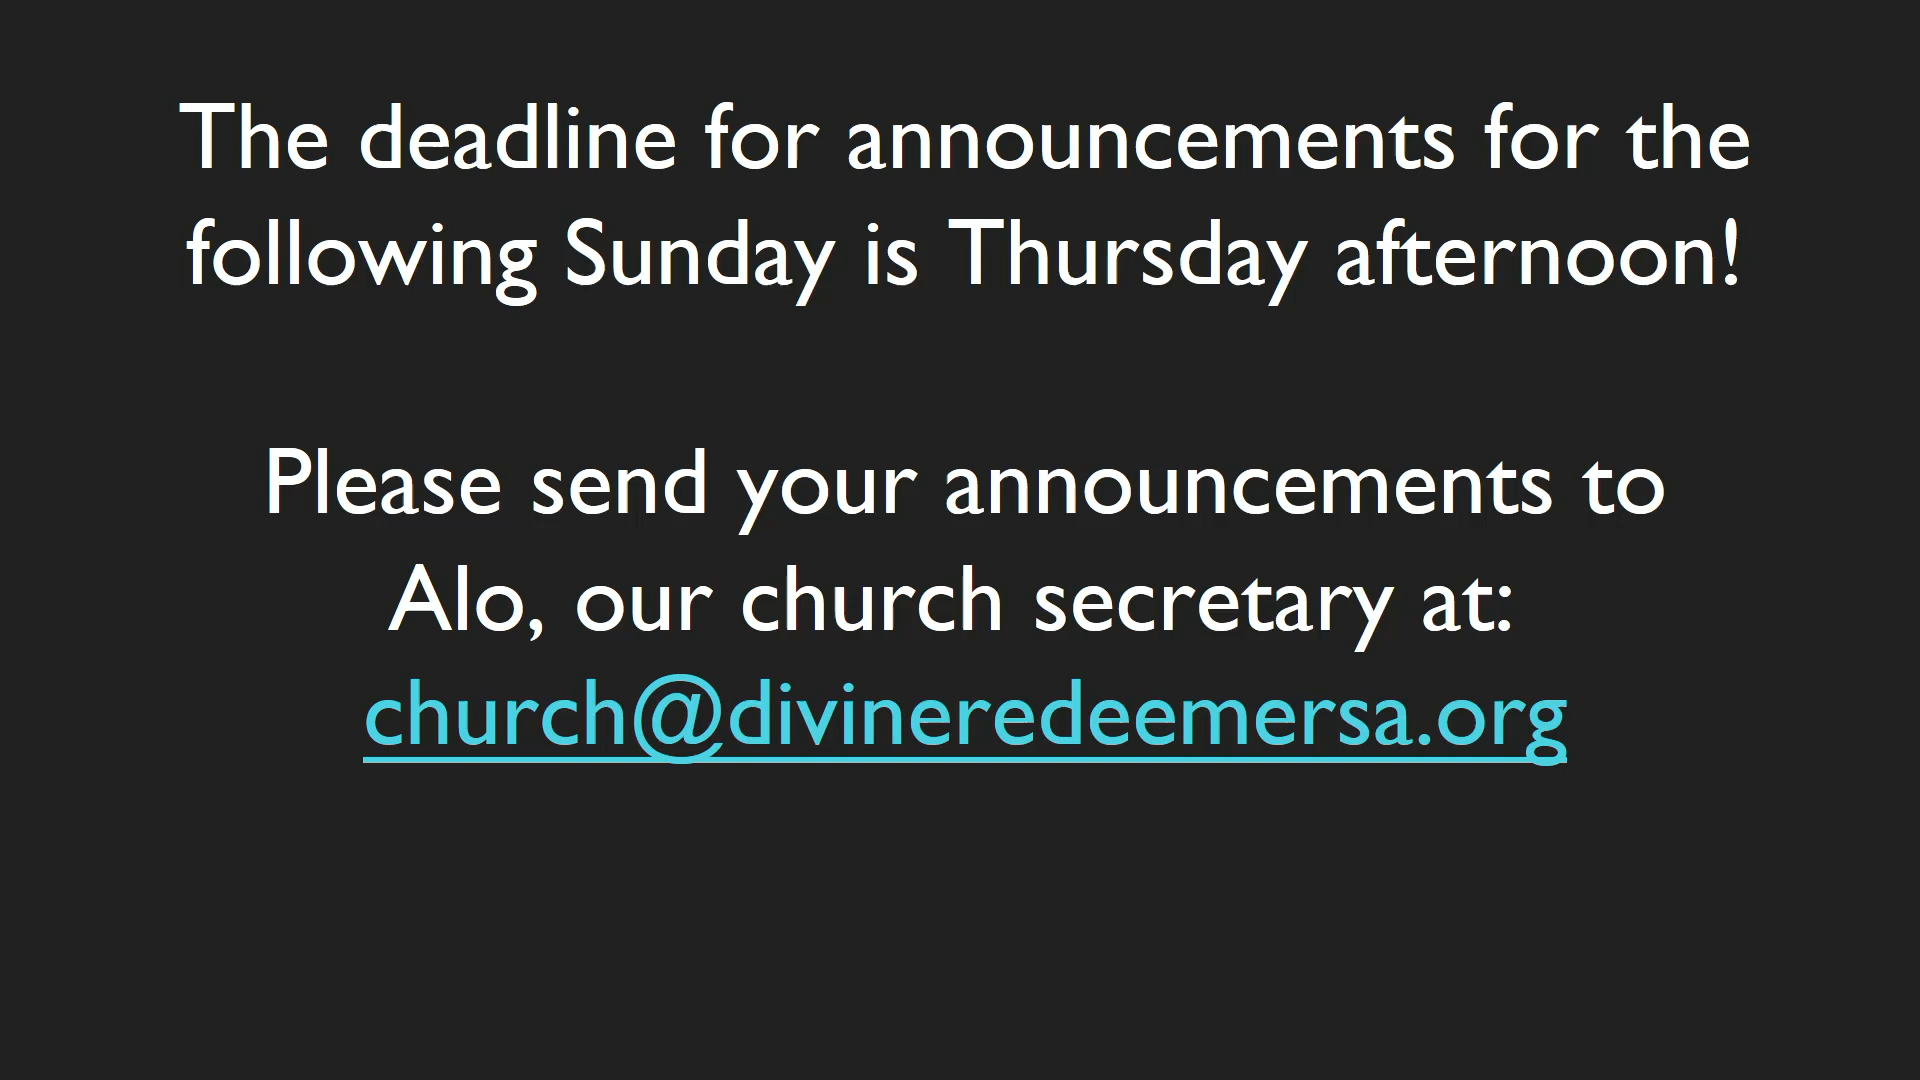 The deadline for announcements for the
following Sunday is Thursday afternoon!
Please send your announcements to
Alo, our church secretary at:
church@divineredeemersa.org